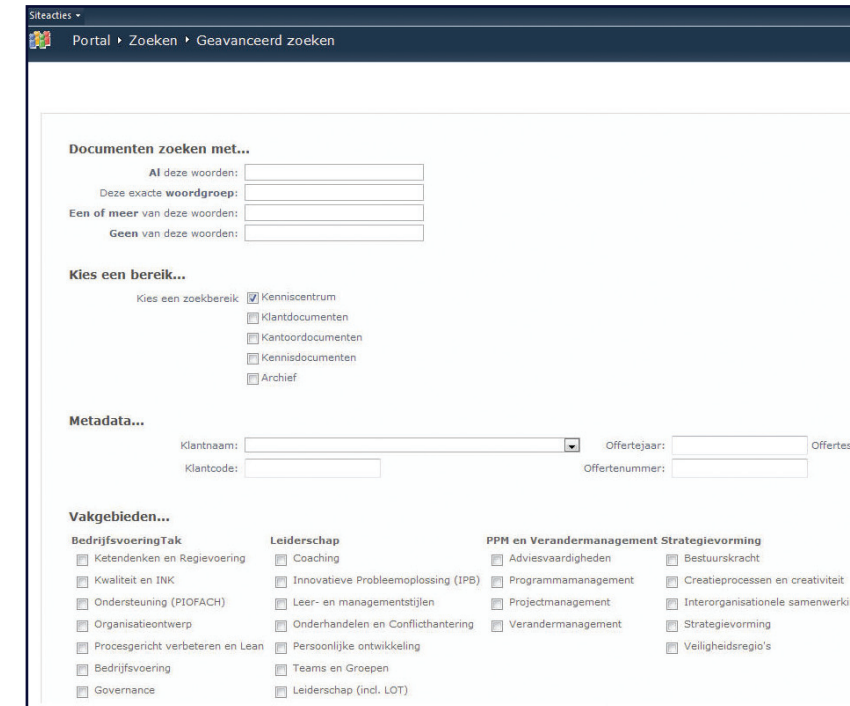 Siteacties
Portal Zoeken Geavanceerd zoeken
Documenten zoeken met...
Al deze woorden:
Deze exacte woordgroep:
Een of meer van deze woorden:
Geen van deze woorden:
Kies een bereik...
Kies een zoekbereik Kenniscentrum
Klantdocumenten
Kantoordocumenten
Kennisdocumenten
Archief
Metadata...
Klantnaam: Offertejaar: Offertes
Klantcode: Offertenummer:
Vakgebieden...
BedrijfsvoeringTak Leiderschap PPM en Verandermanagement Strategievorming
Ketendenken en Regievoering Coaching Adviesvaardigheden Bestuurskracht
Kwaliteit en INK Innovatieve Probleemoplossing (IPB) Programmamanagement Creatieprocessen en creativiteit
Ondersteuning (PIOFACH) Leer- en managementstijlen Projectmanagement Interorganisationele samenwerki
Organisatieontwerp Onderhandelen en Conflicthantering Verandermanagement Strategievorming
Procesgericht verbeteren en Lean Persoonlijke ontwikkeling Veiligheidsregio's
Bedrijfsvoering Teams en Groepen
Governance Leiderschap (incl. LOT)